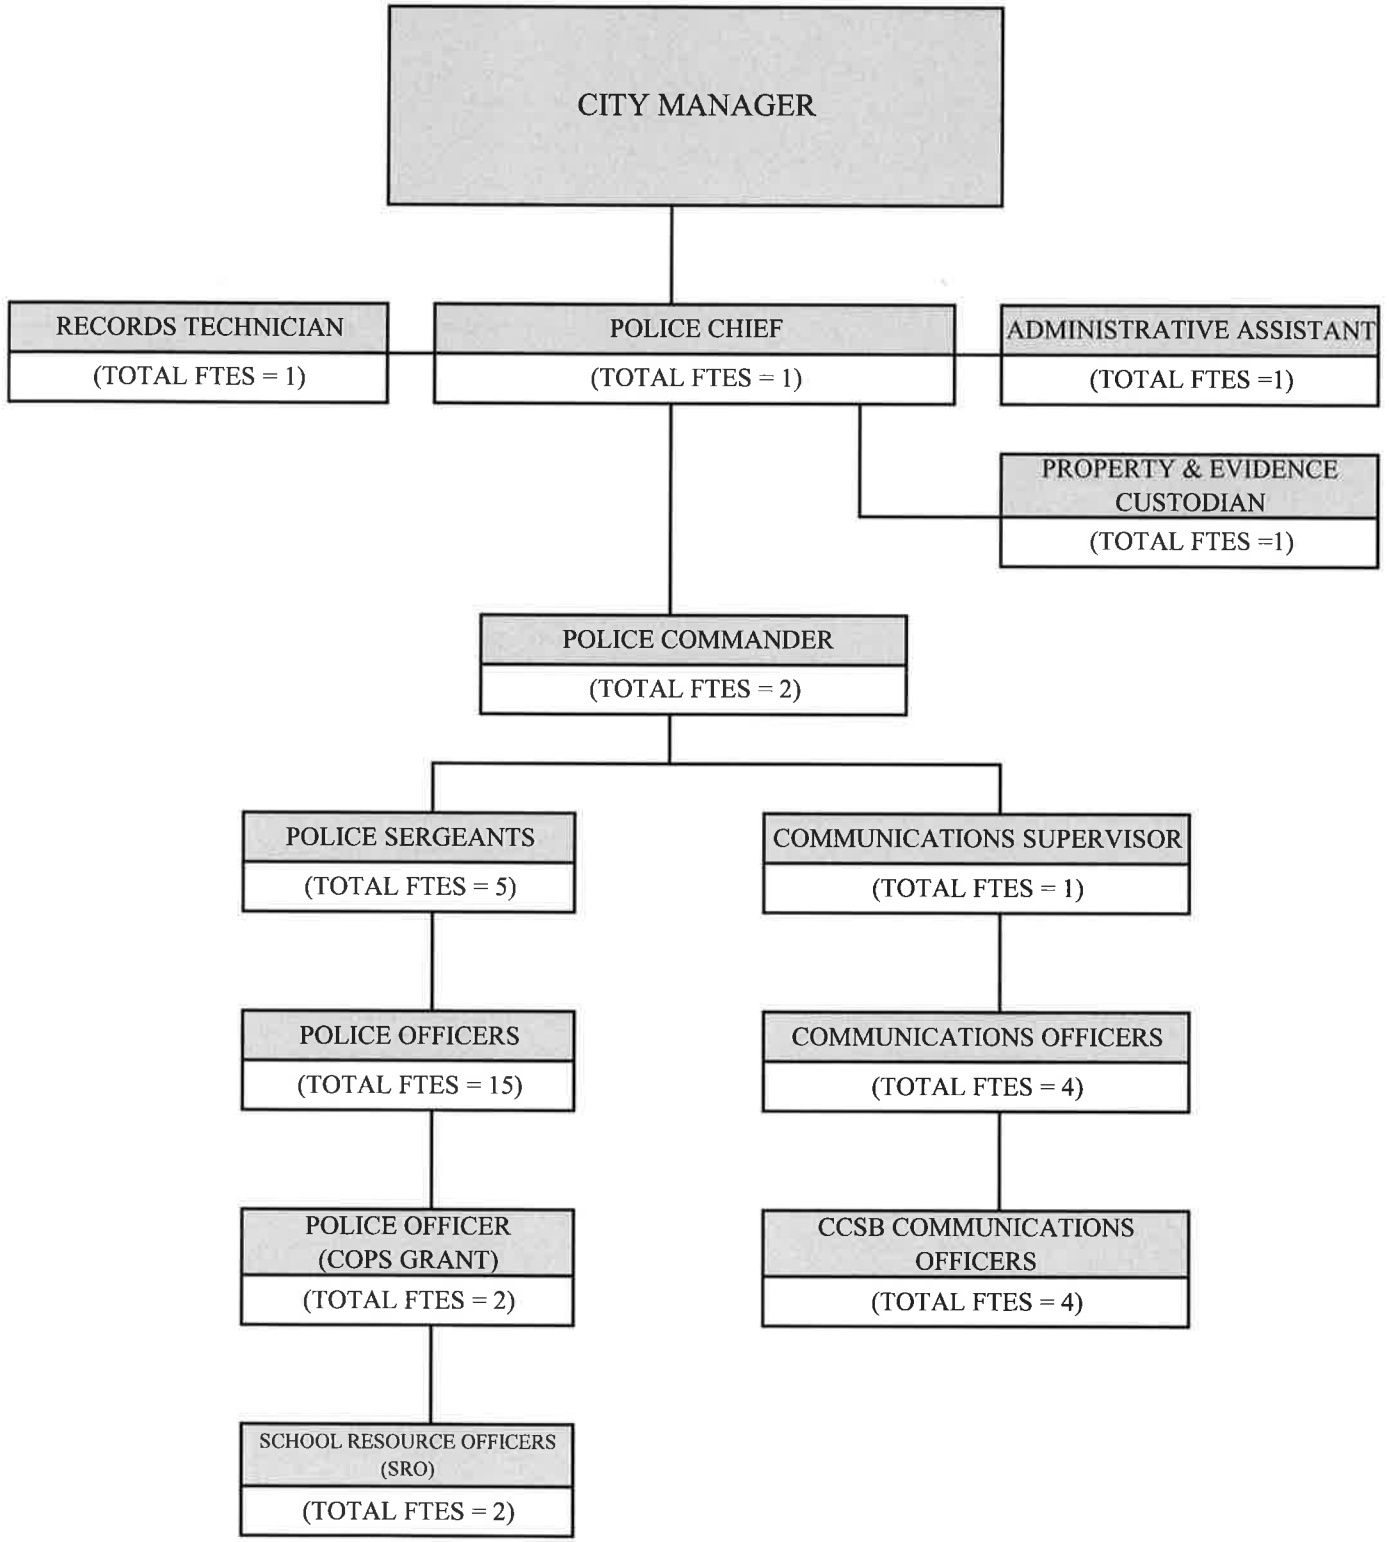 CITY MANAGER
RECORDS TECHNICIAN
(TOTAL FTES = 1)
POLICE CHIEF
(TOTAL FTES = 1)
ADMINISTRATIVE ASSISTANT
(TOTAL FTES =1)
PROPERTY & EVIDENCE
CUSTODIAN
(TOTAL FTES =1)
POLICE COMMANDER
(TOTAL FTES = 2)
POLICE SERGEANTS
(TOTAL FTES = 5)
COMMUNICATIONS SUPERVISOR
(TOTAL FTES = 1)
POLICE OFFICERS
(TOTAL FTES = 15)
COMMUNICATIONS OFFICERS
(TOTAL FTES = 4)
POLICE OFFICER
(COPS GRANT)
(TOTAL FTES = 2)
CCSB COMMUNICATIONS
OFFICERS
(TOTAL FTES = 4)
SCHOOL RESOURCE OFFICERS
(SRO)
(TOTAL FTES = 2)